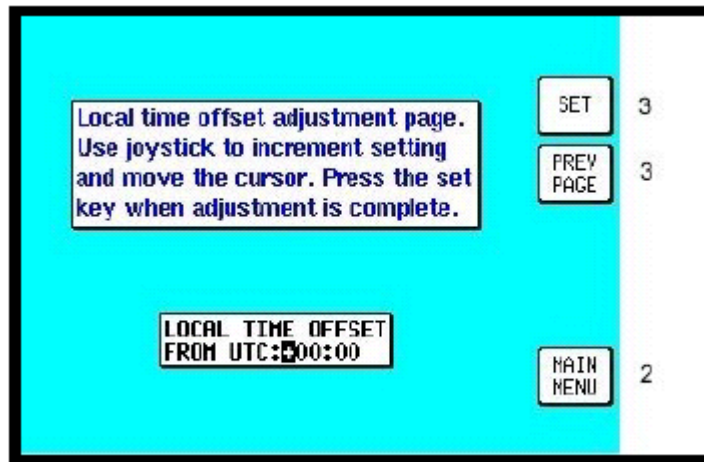 Local time offset adjustment page.
Use joystick to increment setting
and move the cursor. Press the set
key when adjustment is complete.
SET
3
PREV
PAGE
3
LOCAL TIME OFFSET
FROM UTC:+00:00
MAIN
MENU
2